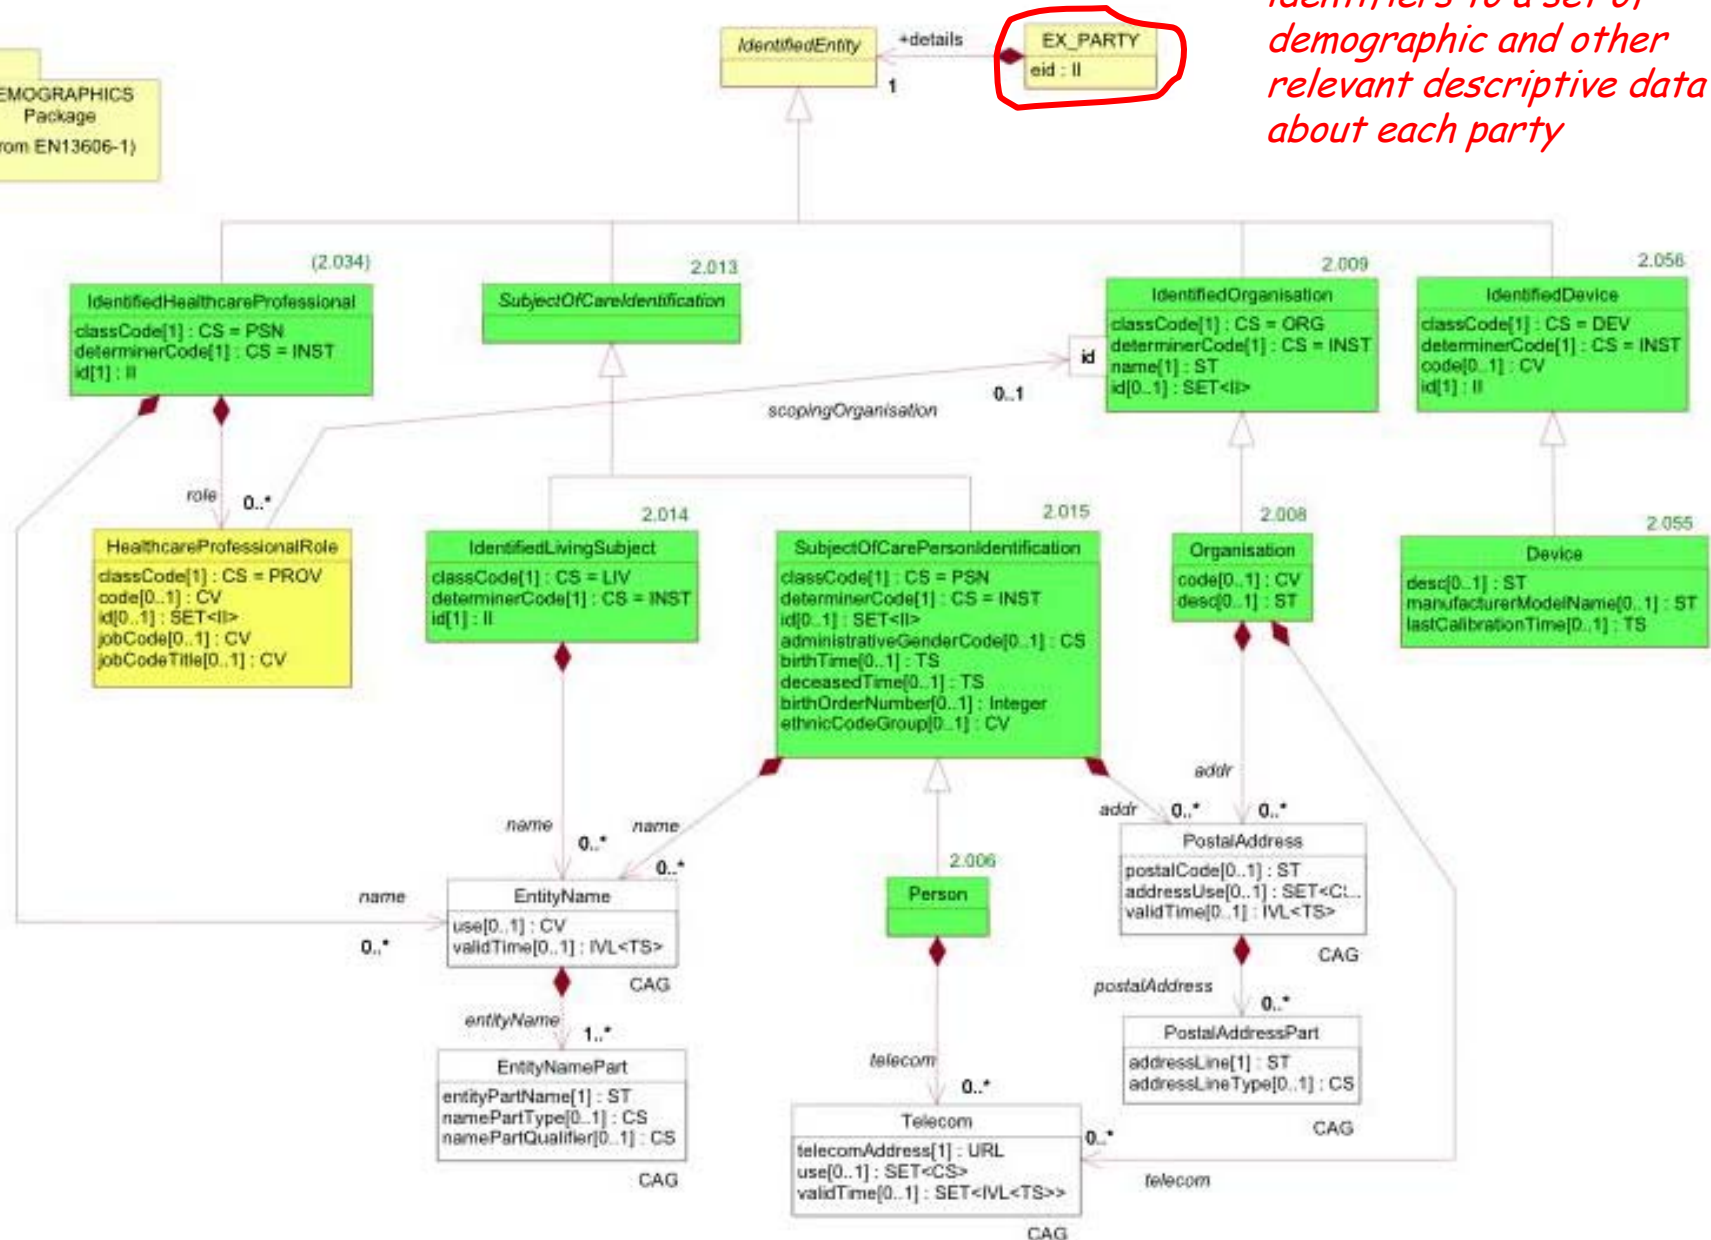 demographic and other
relevant descriptive data
about each party
IdentifiedEntity
+details
1
EX_PARTY
eid : II
Package
EN13606-1)
(2.034)
IdentifiedHealthcareProfessional
classCode[1] : CS = PSN
determinerCode[1] : CS = INST
id[1] : II
2.013
SubjectOfCareIdentification
2.009
IdentifiedOrganisation
classCode[1] : CS = ORG
determinerCode[1] : CS = INST
name[1] : ST
id[0..1] : SET<II>
id
2.056
IdentifiedDevice
classCode[1] : CS = DEV
determinerCode[1] : CS = INST
code[0..1] : CV
id[1] : II
0..1
scopingOrganisation
role
0..*
HealthcareProfessionalRole
classCode[1] : CS = PROV
code[0..1] : CV
id[0..1] : SET<II>
jobCode[0..1] : CV
jobCodeTitle[0..1] : CV
2.014
IdentifiedLivingSubject
classCode[1] : CS = LIV
determinerCode[1] : CS = INST
id[1] : II
2.015
SubjectOfCarePersonIdentification
classCode[1] : CS = PSN
determinerCode[1] : CS = INST
id[0..1] : SET<II>
administrativeGenderCode[0..1] : CS
birthTime[0..1] : TS
deceasedTime[0..1] : TS
birthOrderNumber[0..1] : Integer
ethnicCodeGroup[0..1] : CV
2.008
Organisation
code[0..1] : CV
desc[0..1] : ST
2.055
Device
desc[0..1] : ST
manufacturerModelName[0..1] : ST
lastCalibrationTime[0..1] : TS
name
0..*
name
0..*
name
0..*
addr
0..*
addr
0..*
EntityName
use[0..1] : CV
validTime[0..1] : IVL<TS>
CAG
2.006
Person
PostalAddress
postalCode[0..1] : ST
addressUse[0..1] : SET<C...
validTime[0..1] : IVL<TS>
CAG
entityName
1..*
EntityNamePart
entityPartName[1] : ST
namePartType[0..1] : CS
namePartQualifier[0..1] : CS
CAG
postalAddress
0..*
PostalAddressPart
addressLine[1] : ST
addressLineType[0..1] : CS
CAG
telecom
0..*
Telecom
telecomAddress[1] : URL
use[0..1] : SET<CS>
validTime[0..1] : SET<IVL<TS>>
CAG
0..*
telecom